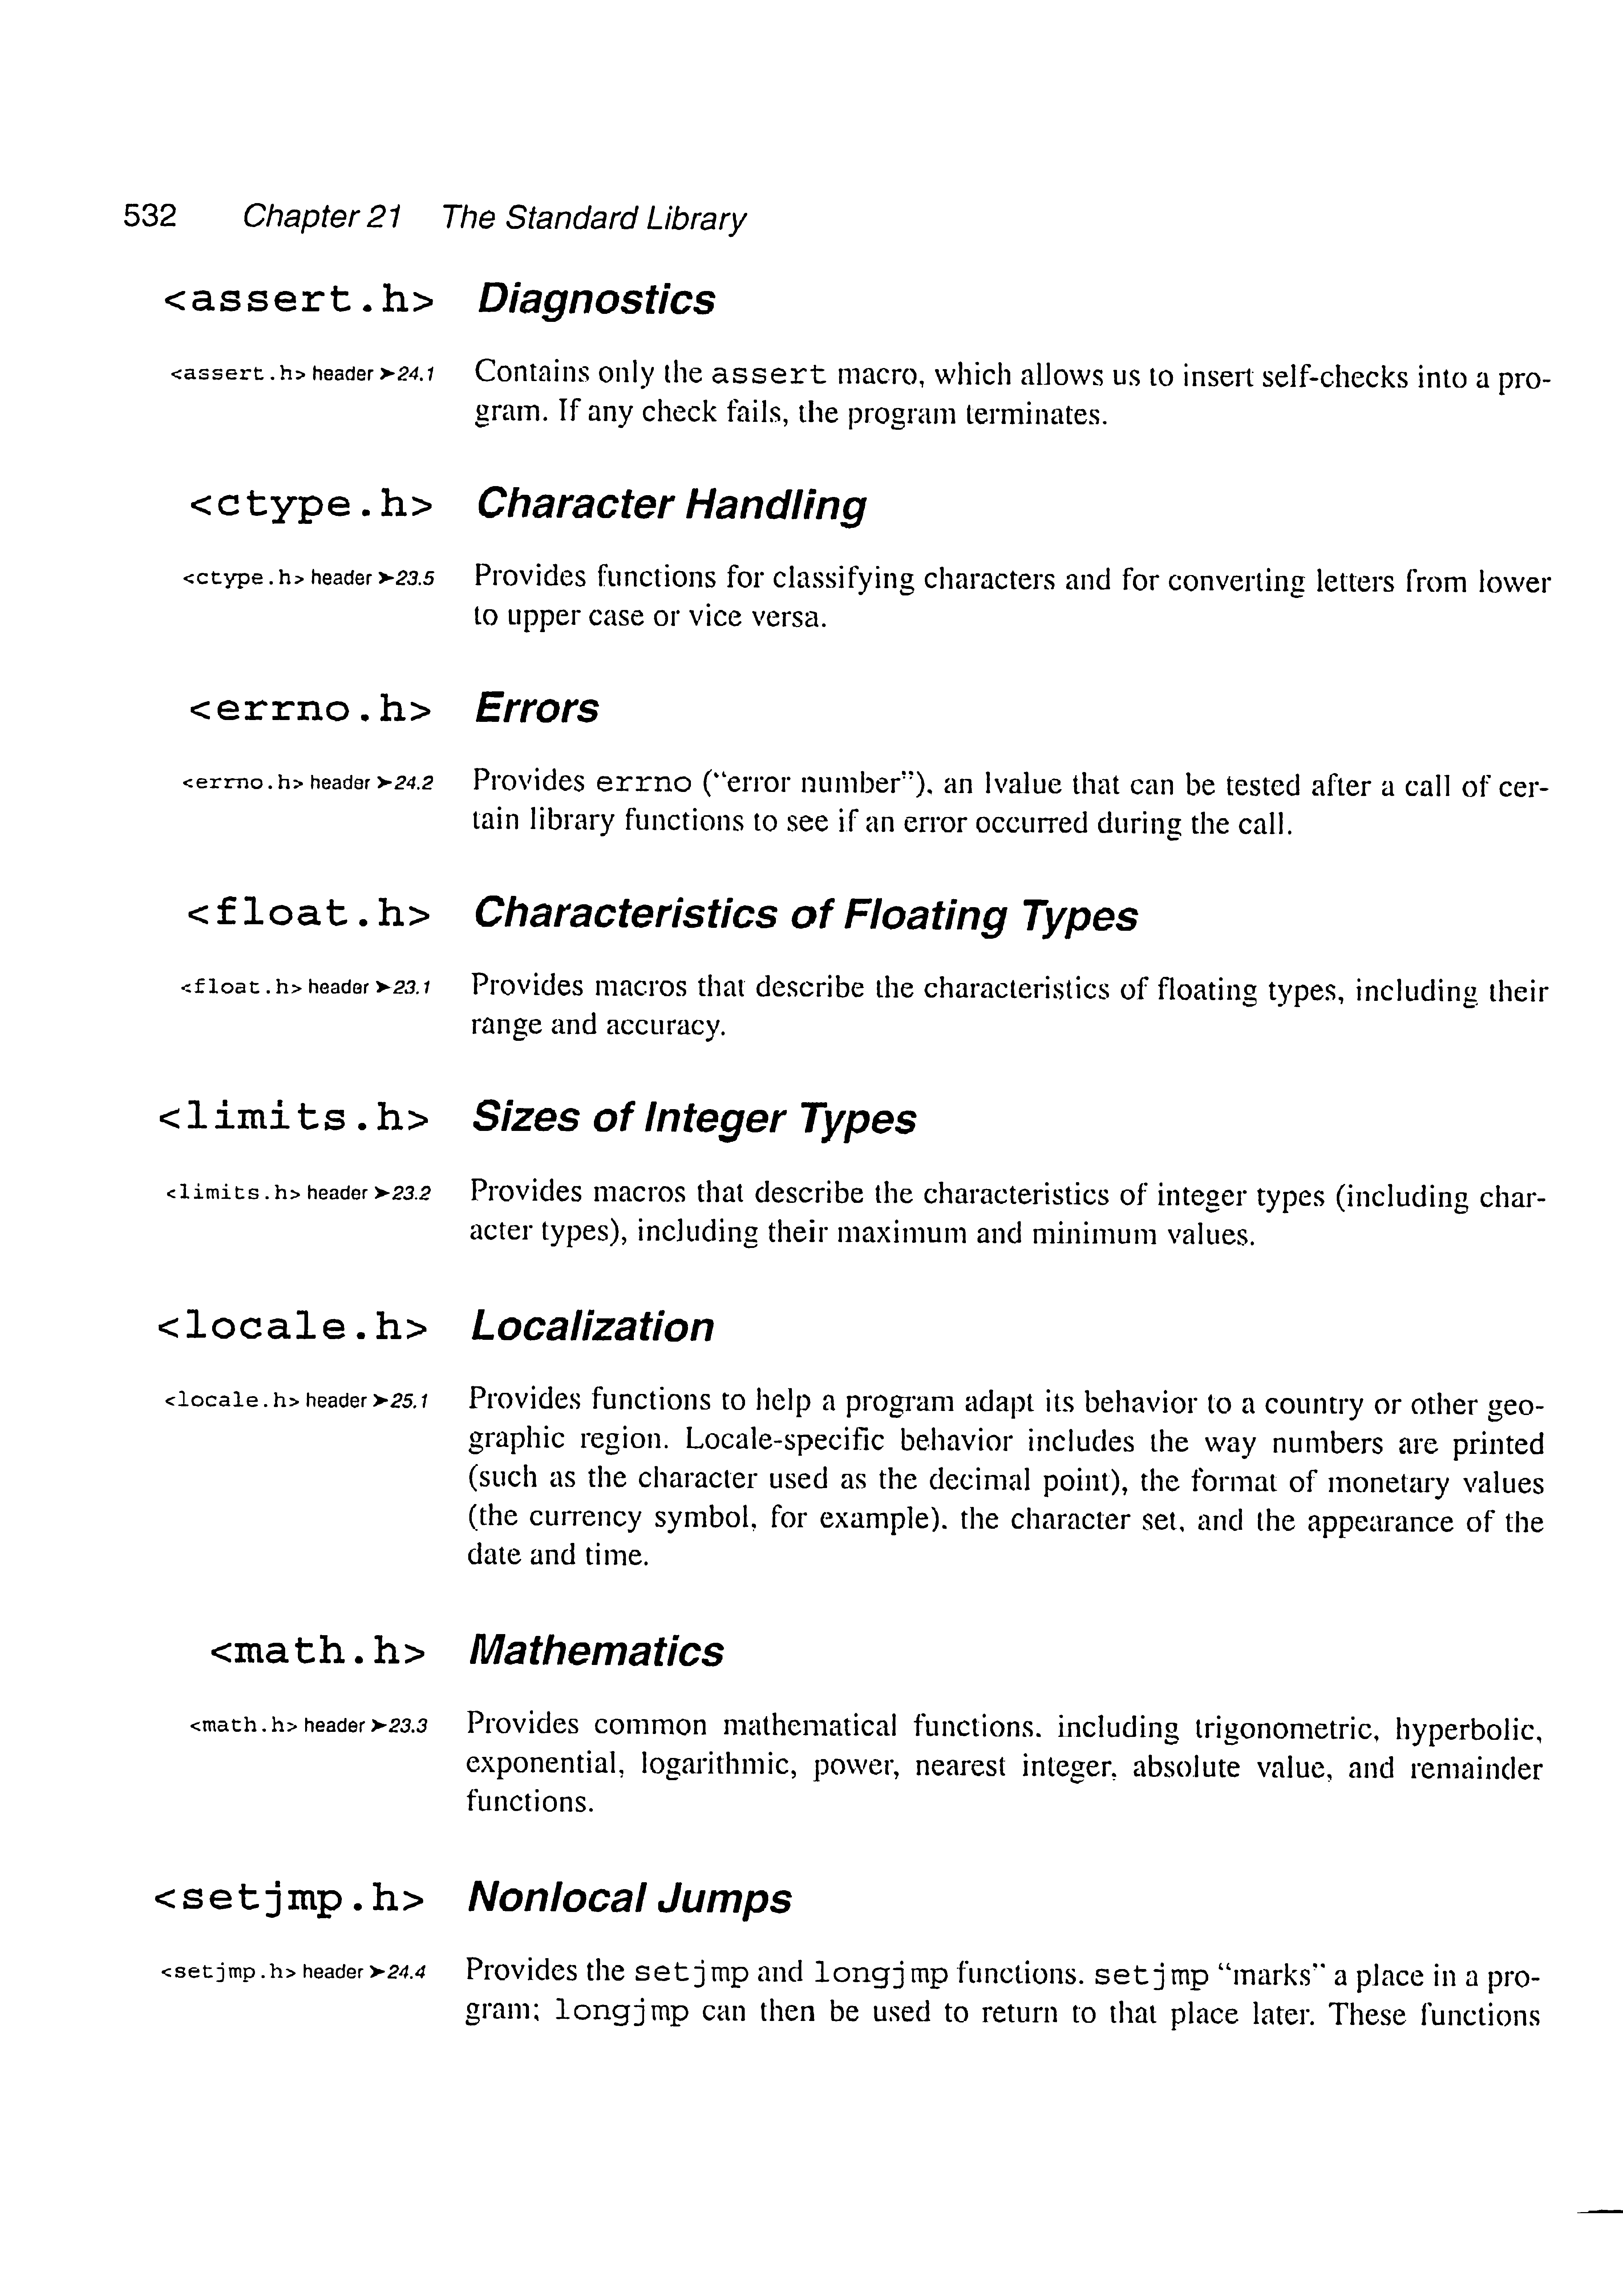 532 Chapter 21 The Standard Library
<assert.h> Diagnostics
<assert.h> header ➤24.1 Contains only the assert macro, which allows us to insert self-checks into a pro-
gram. If any check fails, the program terminates.
<ctype.h> Character Handling
<ctype.h> header ➤23.5 Provides functions for classifying characters and for converting letters from lower
to upper case or vice versa.
<errno.h> Errors
<errno.h> header ➤24.2 Provides errno (“error number”), an lvalue that can be tested after a call of cer-
tain library functions to see if an error occurred during the call.
<float.h> Characteristics of Floating Types
<float.h> header ➤23.1 Provides macros that describe the characteristics of floating types, including their
range and accuracy.
<limits.h> Sizes of Integer Types
<limits.h> header ➤23.2 Provides macros that describe the characteristics of integer types (including char-
acter types), including their maximum and minimum values.
<locale.h> Localization
<locale.h> header ➤25.1 Provides functions to help a program adapt its behavior to a country or other geo-
graphic region. Locale-specific behavior includes the way numbers are printed
(such as the character used as the decimal point), the format of monetary values
(the currency symbol, for example), the character set, and the appearance of the
date and time.
<math.h> Mathematics
<math.h> header ➤23.3 Provides common mathematical functions, including trigonometric, hyperbolic,
exponential, logarithmic, power, nearest integer, absolute value, and remainder
functions.
<setjmp.h> Nonlocal Jumps
<setjmp.h> header ➤24.4 Provides the setjmp and longjmp functions. setjmp “marks” a place in a pro-
gram; longjmp can then be used to return to that place later. These functions